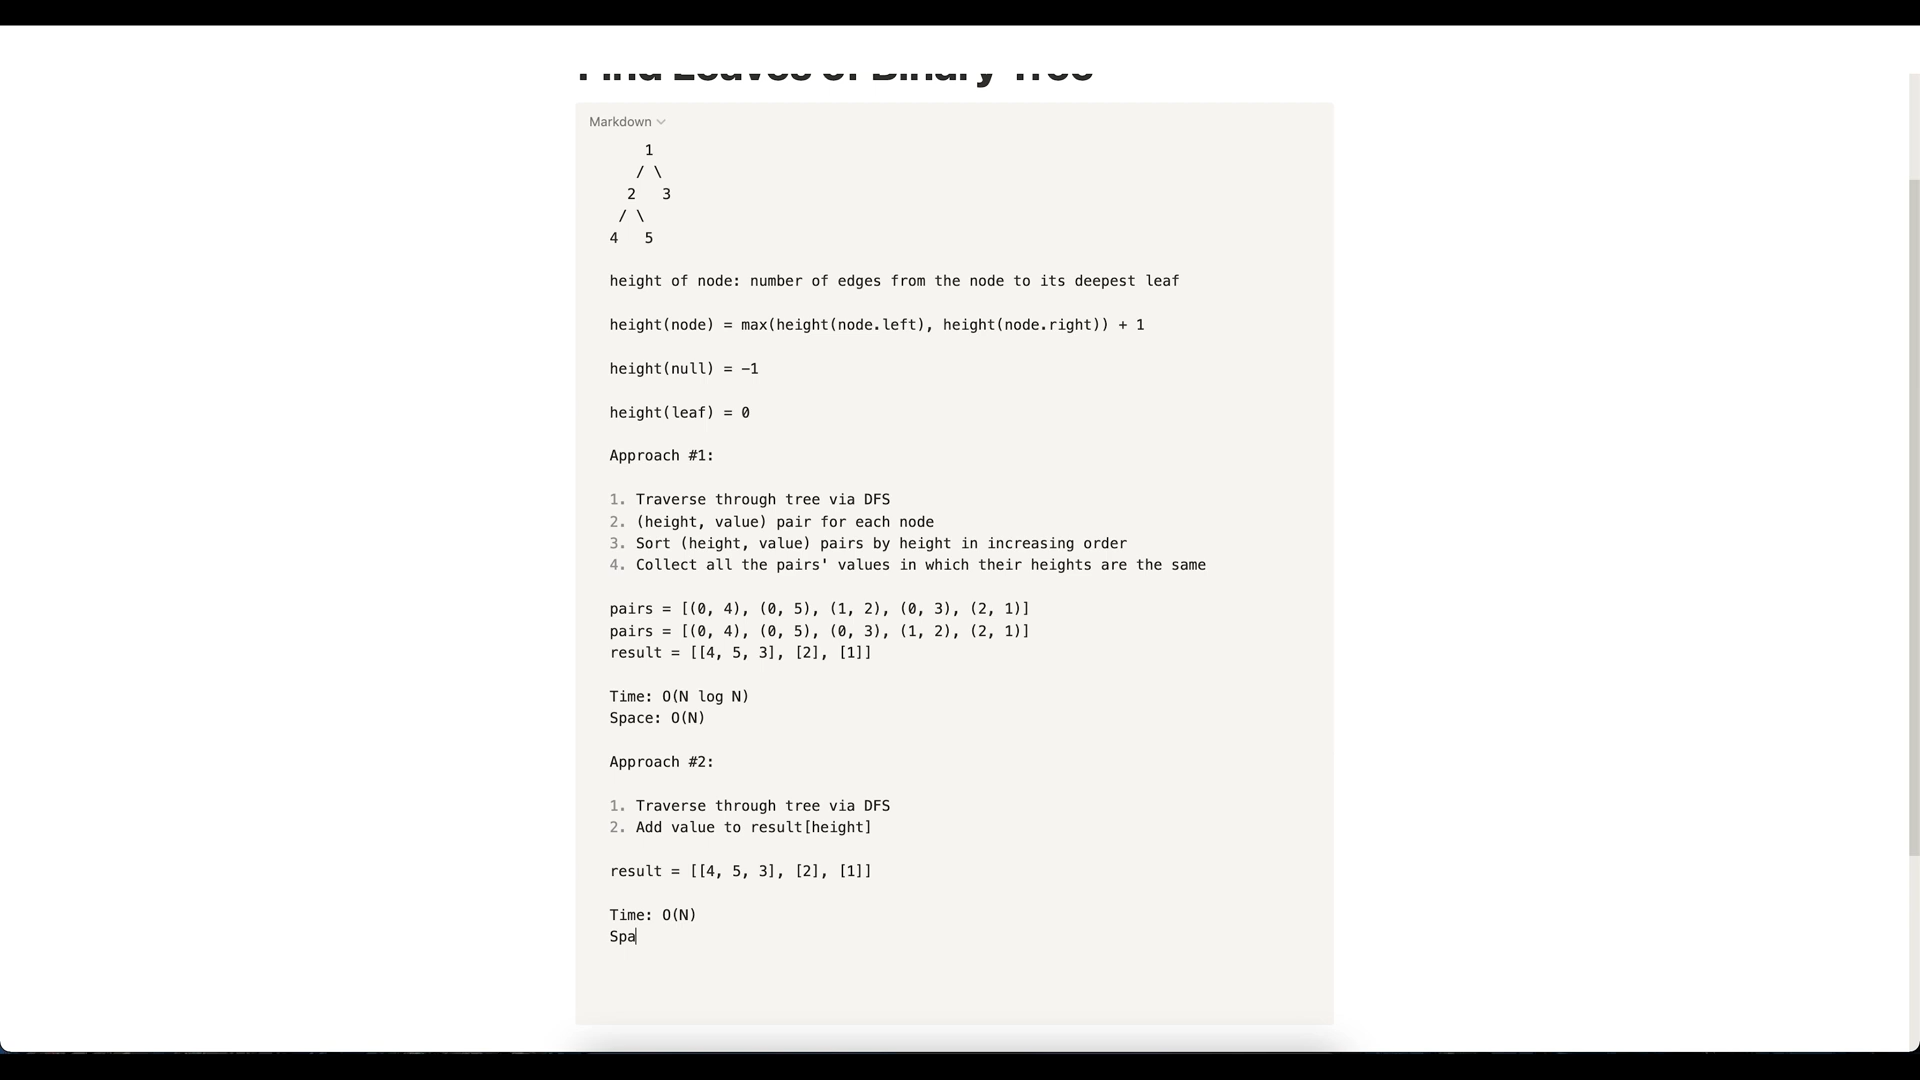 Find Leaves of Binary Tree
Markdown
1
/ \
2   3
/ \
4   5
height of node: number of edges from the node to its deepest leaf
height(node) = max(height(node.left), height(node.right)) + 1
height(null) = -1
height(leaf) = 0
Approach #1:
1. Traverse through tree via DFS
2. (height, value) pair for each node
3. Sort (height, value) pairs by height in increasing order
4. Collect all the pairs' values in which their heights are the same
pairs = [(0, 4), (0, 5), (1, 2), (0, 3), (2, 1)]
pairs = [(0, 4), (0, 5), (0, 3), (1, 2), (2, 1)]
result = [[4, 5, 3], [2], [1]]
Time: O(N log N)
Space: O(N)
Approach #2:
1. Traverse through tree via DFS
2. Add value to result[height]
result = [[4, 5, 3], [2], [1]]
Time: O(N)
Spa